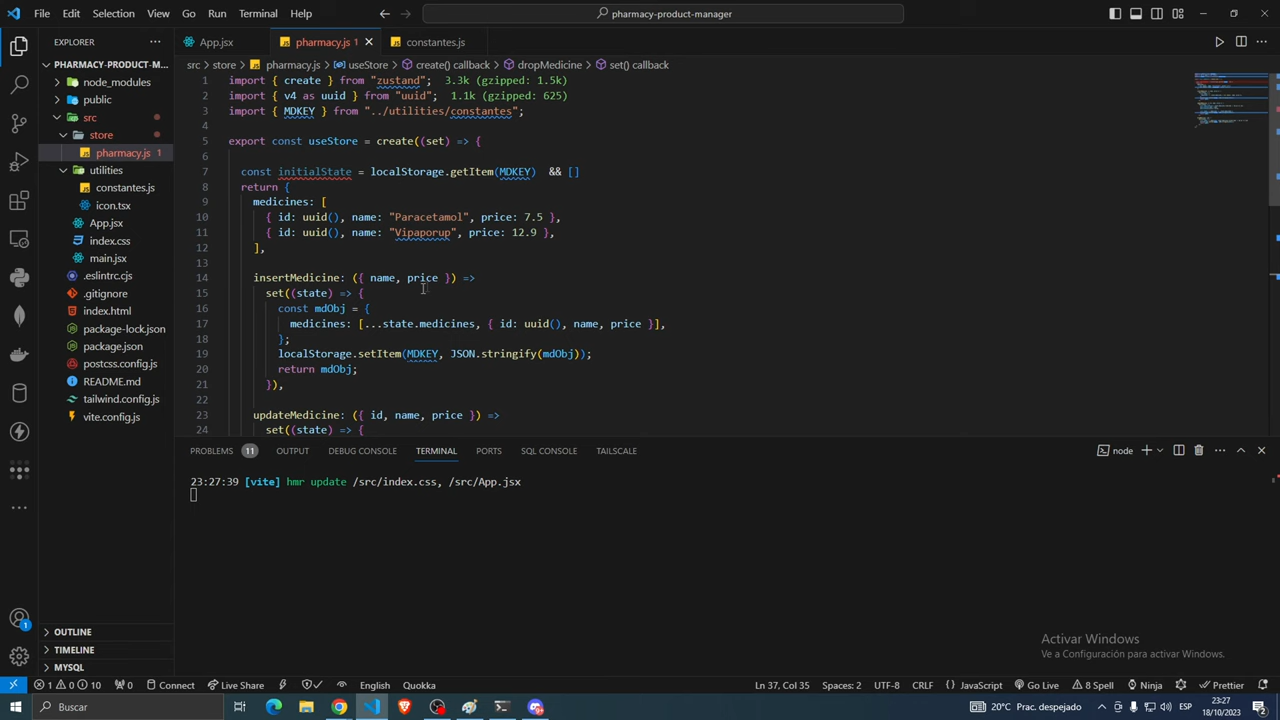 File Edit Selection View Go Run Terminal Help
pharmacy-product-manager
EXPLORER
App.jsx
pharmacy.js 1
constantes.js
src > store > pharmacy.js > useStore > create() callback > dropMedicine > set() callback
PHARMACY-PRODUCT-M...
node_modules
public
src
store
pharmacy.js 1
utilities
constantes.js
icon.tsx
App.jsx
index.css
main.jsx
.eslintrc.cjs
.gitignore
index.html
package-lock.json
package.json
postcss.config.js
README.md
tailwind.config.js
vite.config.js
OUTLINE
TIMELINE
MYSQL
1 import { create } from "zustand"; 3.3k (gzipped: 1.5k)
2 import { v4 as uuid } from "uuid"; 1.1k (gzipped: 625)
3 import { MDKEY } from "../utilities/constantes"
4
5 export const useStore = create((set) => {
6
7 const initialState = localStorage.getItem(MDKEY) && []
8 return {
9 medicines: [
10 { id: uuid(), name: "Paracetamol", price: 7.5 },
11 { id: uuid(), name: "Vipaporup", price: 12.9 },
12 ],
13
14 insertMedicine: ({ name, price }) =>
15 set((state) => {
16 const mdObj = {
17 medicines: [...state.medicines, { id: uuid(), name, price }],
18 };
19 localStorage.setItem(MDKEY, JSON.stringify(mdObj));
20 return mdObj;
21 }),
22
23 updateMedicine: ({ id, name, price }) =>
24 set((state) => {
PROBLEMS 11 OUTPUT DEBUG CONSOLE TERMINAL PORTS SQL CONSOLE TAILSCALE
node
23:27:39 [vite] hmr update /src/index.css, /src/App.jsx
Activar Windows
Ve a Configuración para activar Windows.
1
1 0 10 0 Connect Live Share English Quokka Ln 37, Col 35 Spaces: 2 UTF-8 CRLF JavaScript Go Live 8 Spell Ninja Prettier
Buscar
20°C Prac. despejado
23:27
18/10/2023